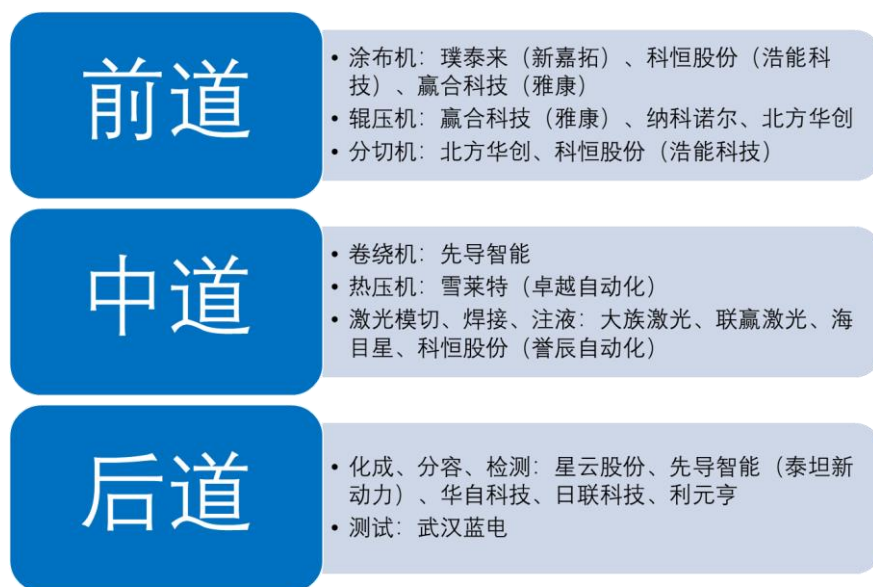 前道
• 涂布机：璞泰来（新嘉拓）、科恒股份（浩能科
技）、赢合科技（雅康）
• 辊压机：赢合科技（雅康）、纳科诺尔、北方华创
• 分切机：北方华创、科恒股份（浩能科技）
中道
• 卷绕机：先导智能
• 热压机：雪莱特（卓越自动化）
• 激光模切、焊接、注液：大族激光、联赢激光、海
目星、科恒股份（誉辰自动化）
后道
• 化成、分容、检测：星云股份、先导智能（泰坦新
动力）、华自科技、日联科技、利元亨
• 测试：武汉蓝电